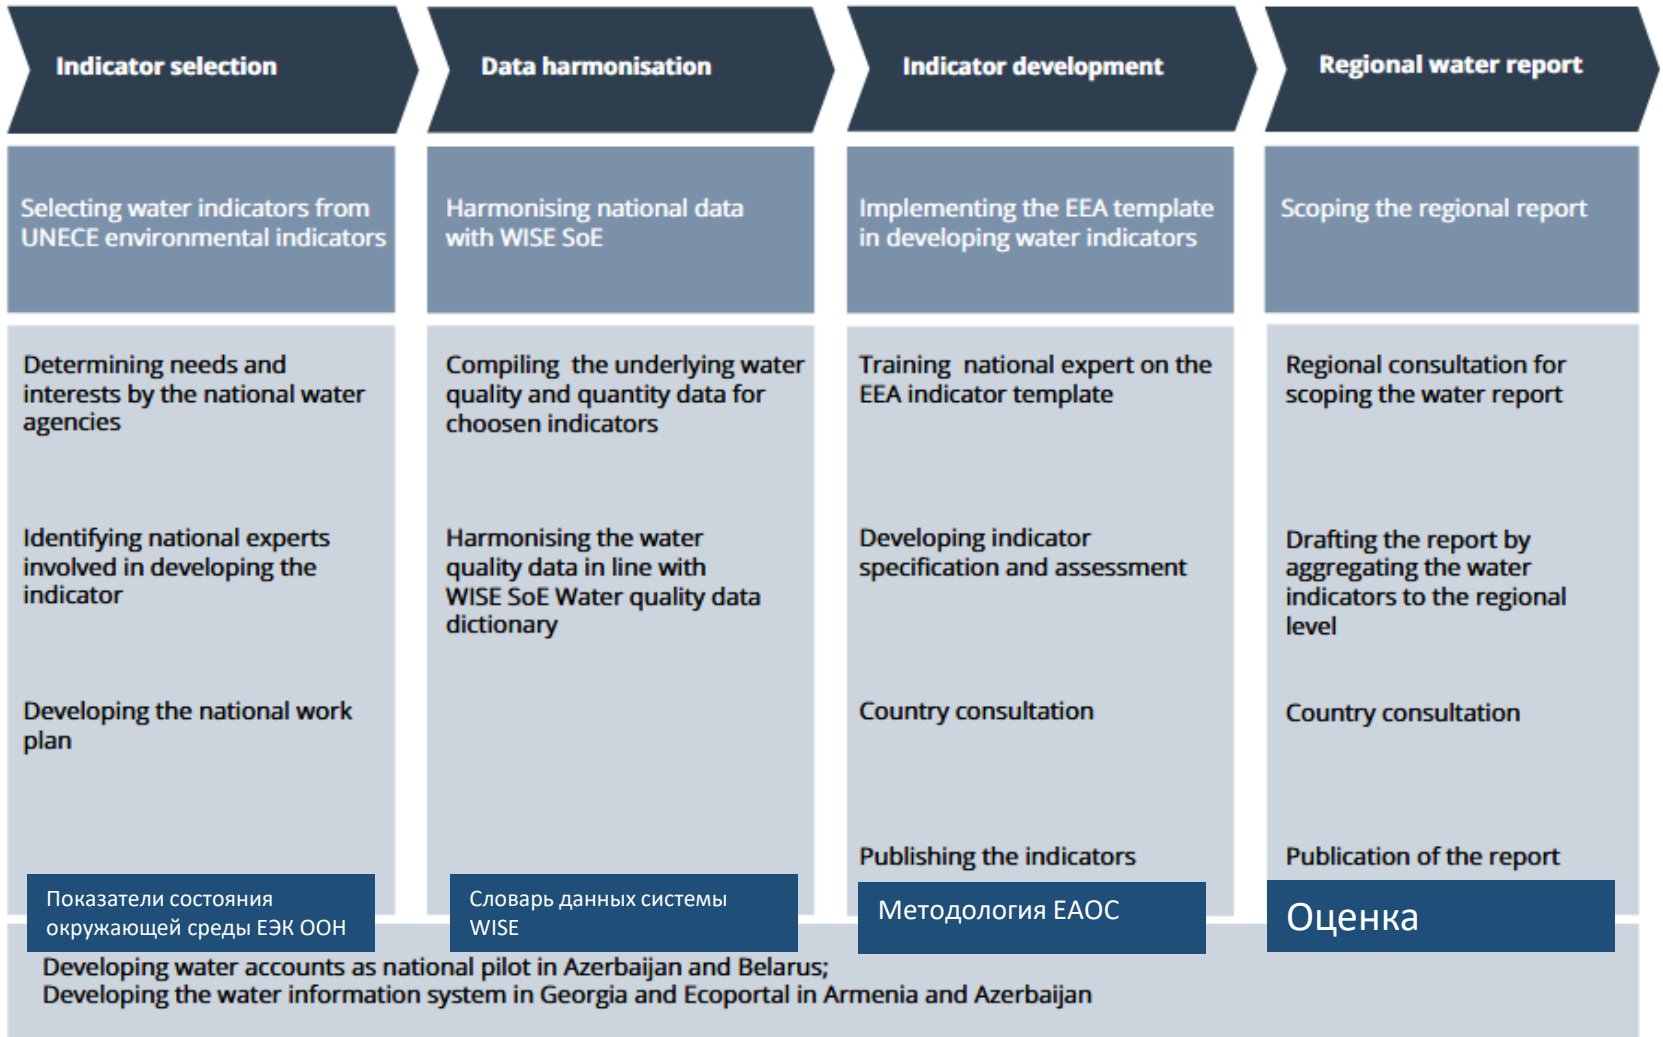 Indicator selection
Data harmonisation
Indicator development
Regional water report
Selecting water indicators from
UNECE environmental indicators
Harmonising national data
with WISE SoE
Implementing the EEA template
in developing water indicators
Scoping the regional report
Determining needs and
interests by the national water
agencies
Identifying national experts
involved in developing the
indicator
Developing the national work
plan
Показатели состояния
окружающей среды ЕЭК ООН
Compiling the underlying water
quality and quantity data for
choosen indicators
Harmonising the water
quality data in line with
WISE SoE Water quality data
dictionary
Словарь данных системы
WISE
Training national expert on the
EEA indicator template
Developing indicator
specification and assessment
Country consultation
Publishing the indicators
Методология ЕАОС
Regional consultation for
scoping the water report
Drafting the report by
aggregating the water
indicators to the regional
level
Country consultation
Publication of the report
Оценка
Developing water accounts as national pilot in Azerbaijan and Belarus;
Developing the water information system in Georgia and Ecoportal in Armenia and Azerbaijan